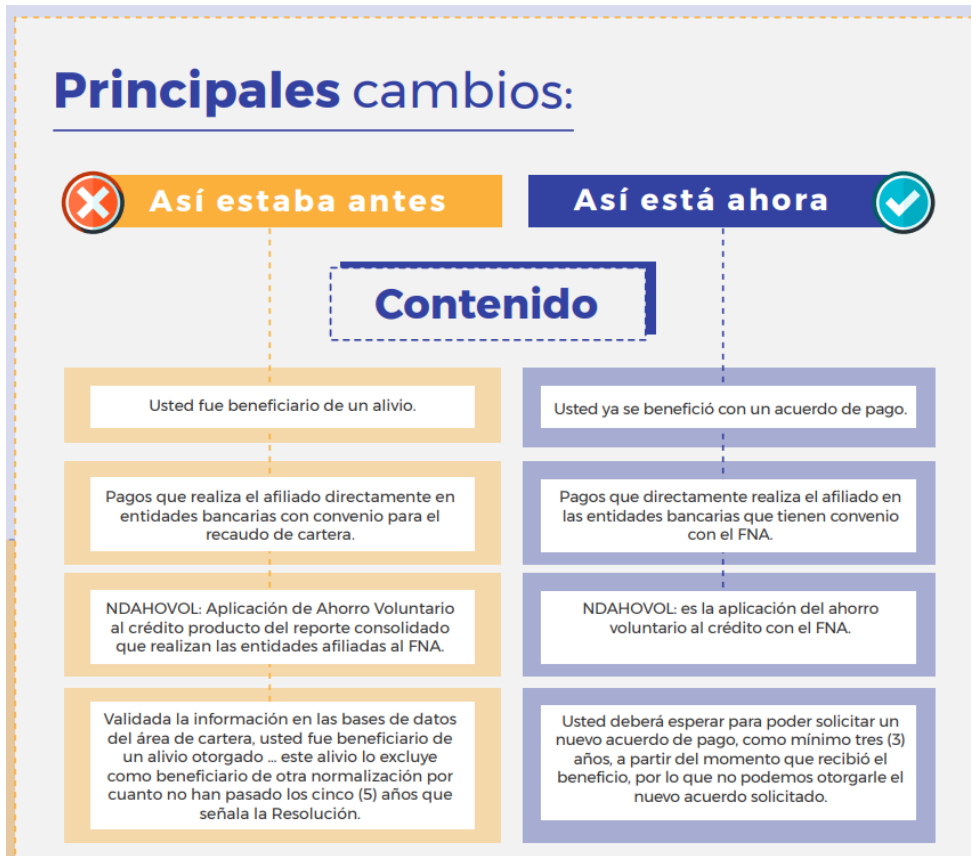 Principales cambios:
Así estaba antes
Así está ahora
Contenido
Usted fue beneficiario de un alivio.
Usted ya se benefició con un acuerdo de pago.
Pagos que realiza el afiliado directamente en
entidades bancarias con convenio para el
recaudo de cartera.
Pagos que directamente realiza el afiliado en
las entidades bancarias que tienen convenio
con el FNA.
NDAHOVOL: Aplicación de Ahorro Voluntario
al crédito producto del reporte consolidado
que realizan las entidades afiliadas al FNA.
NDAHOVOL: es la aplicación del ahorro
voluntario al crédito con el FNA.
Validada la información en las bases de datos
del área de cartera, usted fue beneficiario de
un alivio otorgado ... este alivio lo excluye
como beneficiario de otra normalización por
cuanto no han pasado los cinco (5) años que
señala la Resolución.
Usted deberá esperar para poder solicitar un
nuevo acuerdo de pago, como mínimo tres (3)
años, a partir del momento que recibió el
beneficio, por lo que no podemos otorgarle el
nuevo acuerdo solicitado.